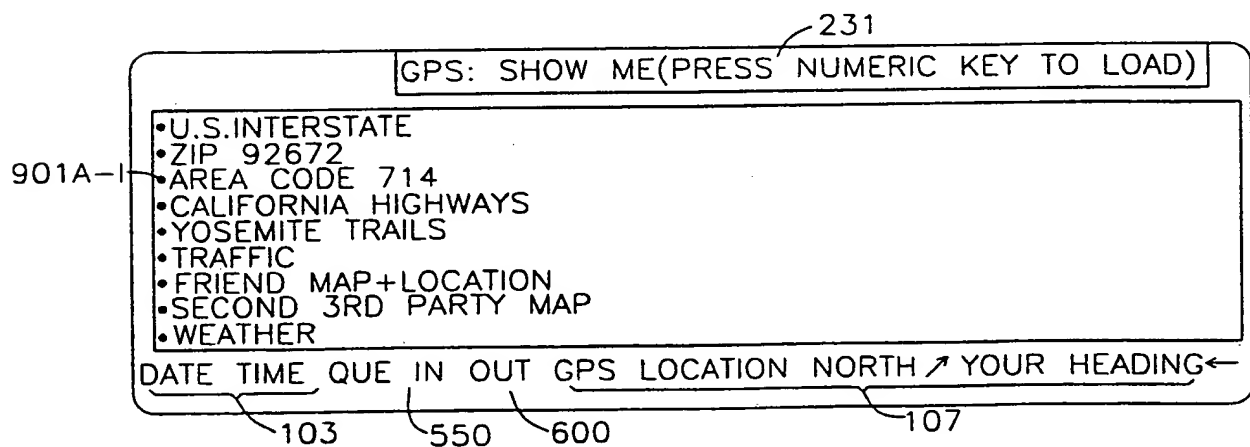 231
GPS: SHOW ME(PRESS NUMERIC KEY TO LOAD)
•U.S.INTERSTATE
•ZIP 92672
901A-I
•AREA CODE 714
•CALIFORNIA HIGHWAYS
•YOSEMITE TRAILS
•TRAFFIC
•FRIEND MAP+LOCATION
•SECOND 3RD PARTY MAP
•WEATHER
DATE TIME QUE IN OUT GPS LOCATION NORTH↗ YOUR HEADING←
103 550 600 107